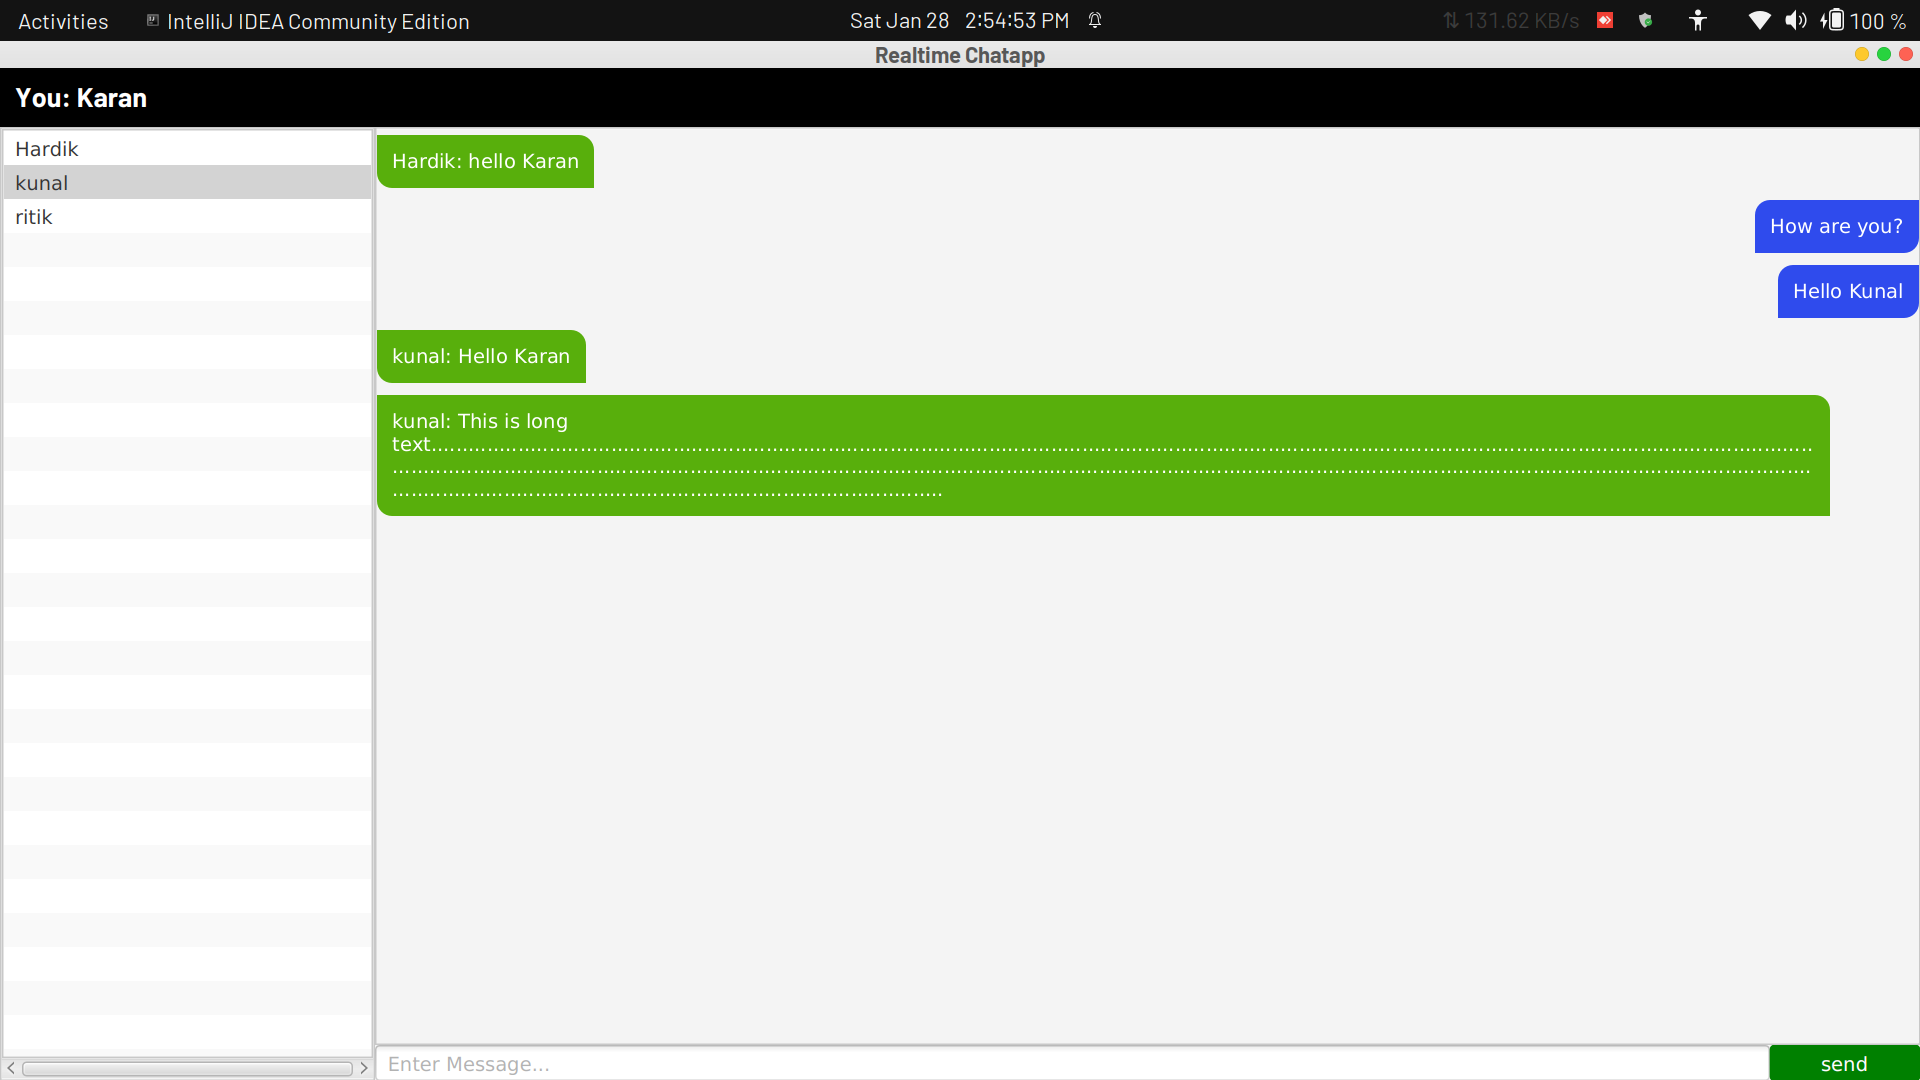 Activities IntelliJ IDEA Community Edition Sat Jan 28 2:54:53 PM 131.62 KB/s 100 %
Realtime Chatapp
You: Karan
Hardik
kunal
ritik
Hardik: hello Karan
How are you?
Hello Kunal
kunal: Hello Karan
kunal: This is long
text..................................................................................................................................................................................................................................
......................................................................................................................................................................................................................................
.........................................................................................
Enter Message...
send